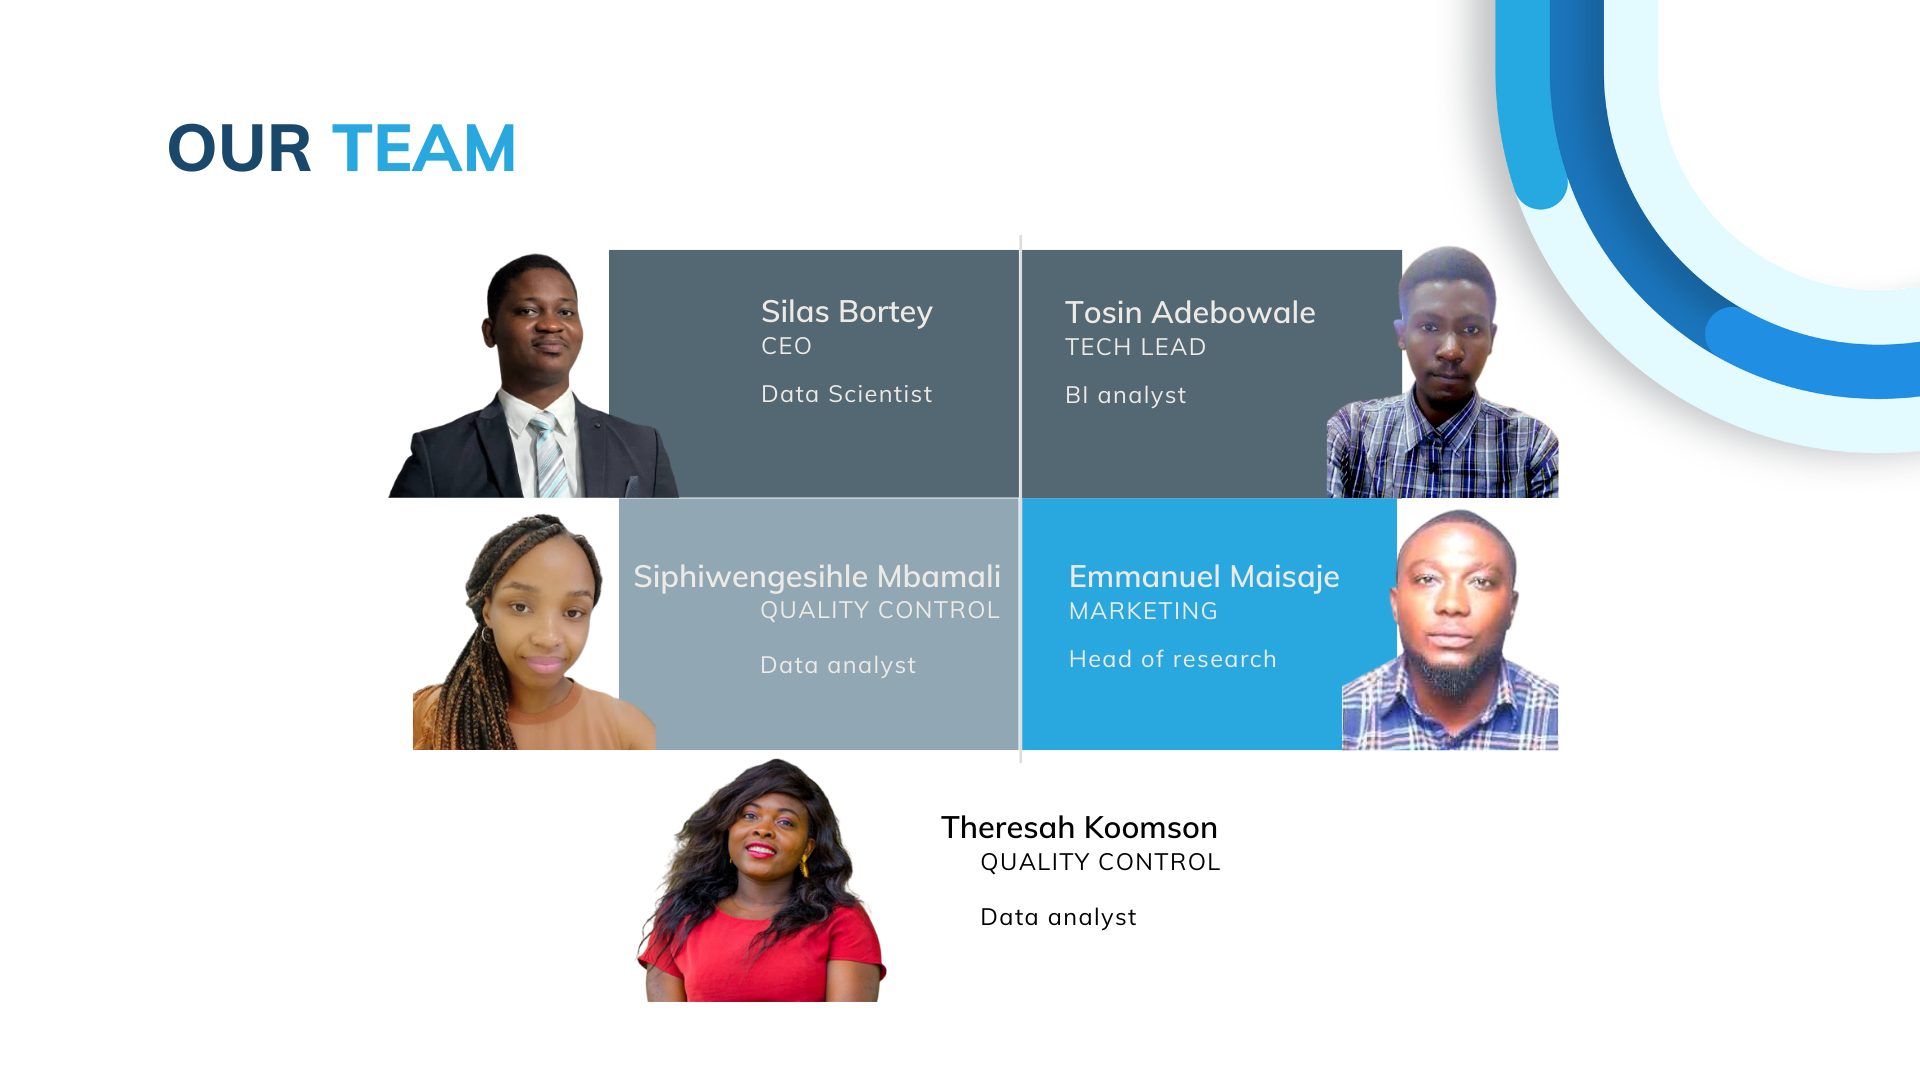 OUR TEAM
Silas Bortey
CEO
Data Scientist
Tosin Adebowale
TECH LEAD
BI analyst
Siphiwengesihle Mbamali
QUALITY CONTROL
Data analyst
Emmanuel Maisaje
MARKETING
Head of research
Theresah Koomson
QUALITY CONTROL
Data analyst